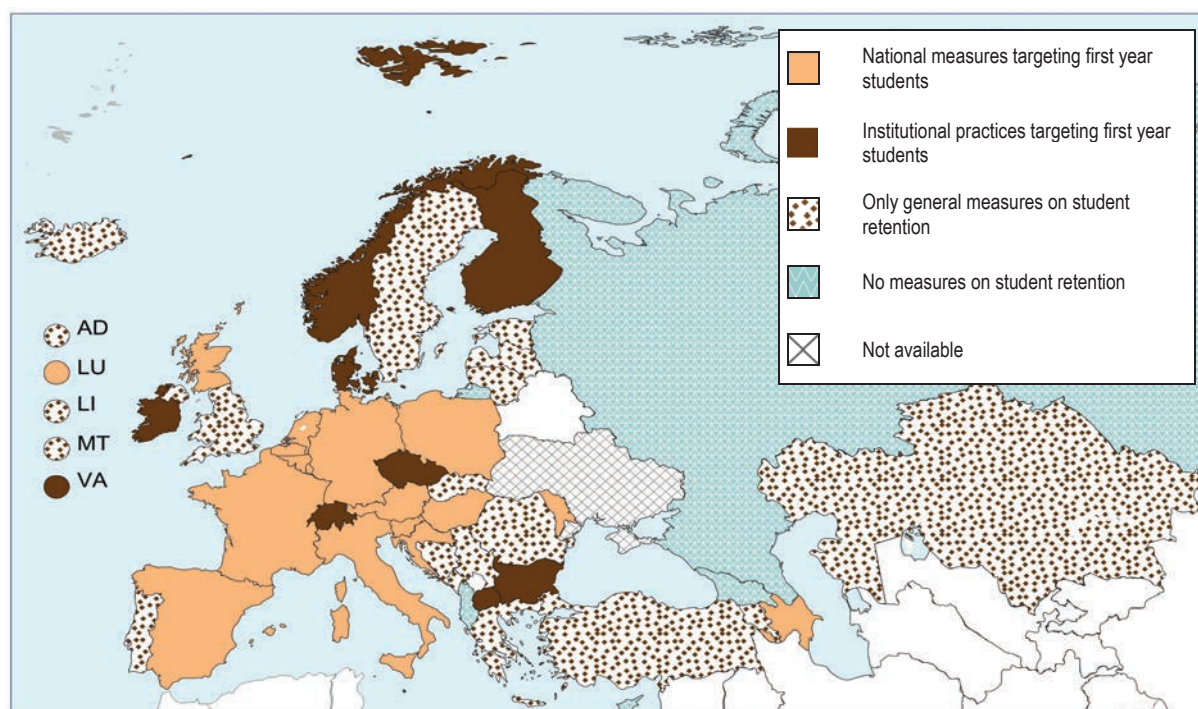 National measures targeting first year
students
Institutional practices targeting first year
students
Only general measures on student
retention
No measures on student retention
Not available
AD
LU
LI
MT
VA